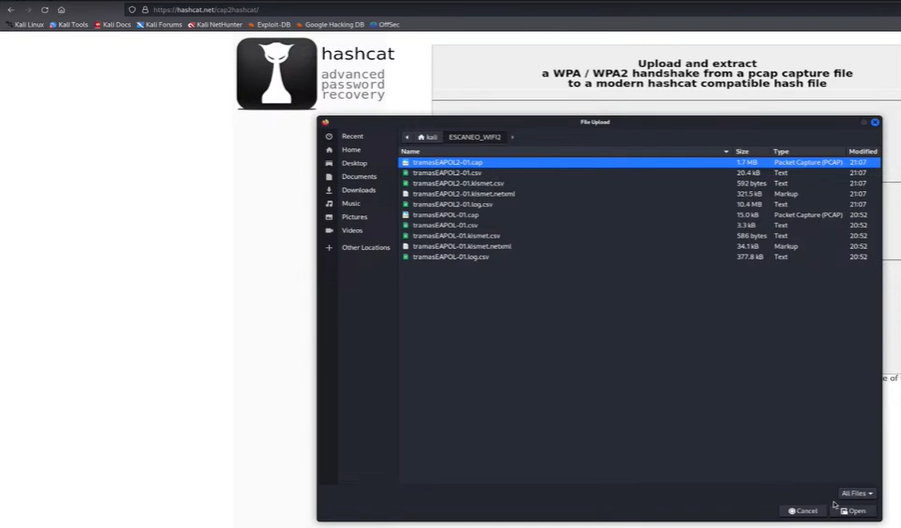 https://hashcat.net/cap2hashcat/
Kali Linux Kali Tools Kali Docs Kali Forums Kali NetHunter Exploit-DB Google Hacking DB OffSec
hashcat
advanced
password
recovery
Upload and extract
a WPA / WPA2 handshake from a pcap capture file
to a modern hashcat compatible hash file
File Upload
Recent
Home
Desktop
Documents
Downloads
Music
Pictures
Videos
Other Locations
kali ESCANEO_WIFI2
Name Size Type Modified
tramasEAPOL2-01.cap 1.7 MB Packet Capture (PCAP) 21:07
tramasEAPOL2-01.csv 20.4 kB Text 21:07
tramasEAPOL2-01.kismet.csv 592 bytes Text 21:07
tramasEAPOL2-01.kismet.netxml 321.5 kB Markup 21:07
tramasEAPOL2-01.log.csv 10.4 MB Text 21:07
tramasEAPOL-01.cap 15.0 kB Packet Capture (PCAP) 20:52
tramasEAPOL-01.csv 3.3 kB Text 20:52
tramasEAPOL-01.kismet.csv 586 bytes Text 20:52
tramasEAPOL-01.kismet.netxml 34.1 kB Markup 20:52
tramasEAPOL-01.log.csv 377.8 kB Text 20:52
e of
All Files
Cancel Open